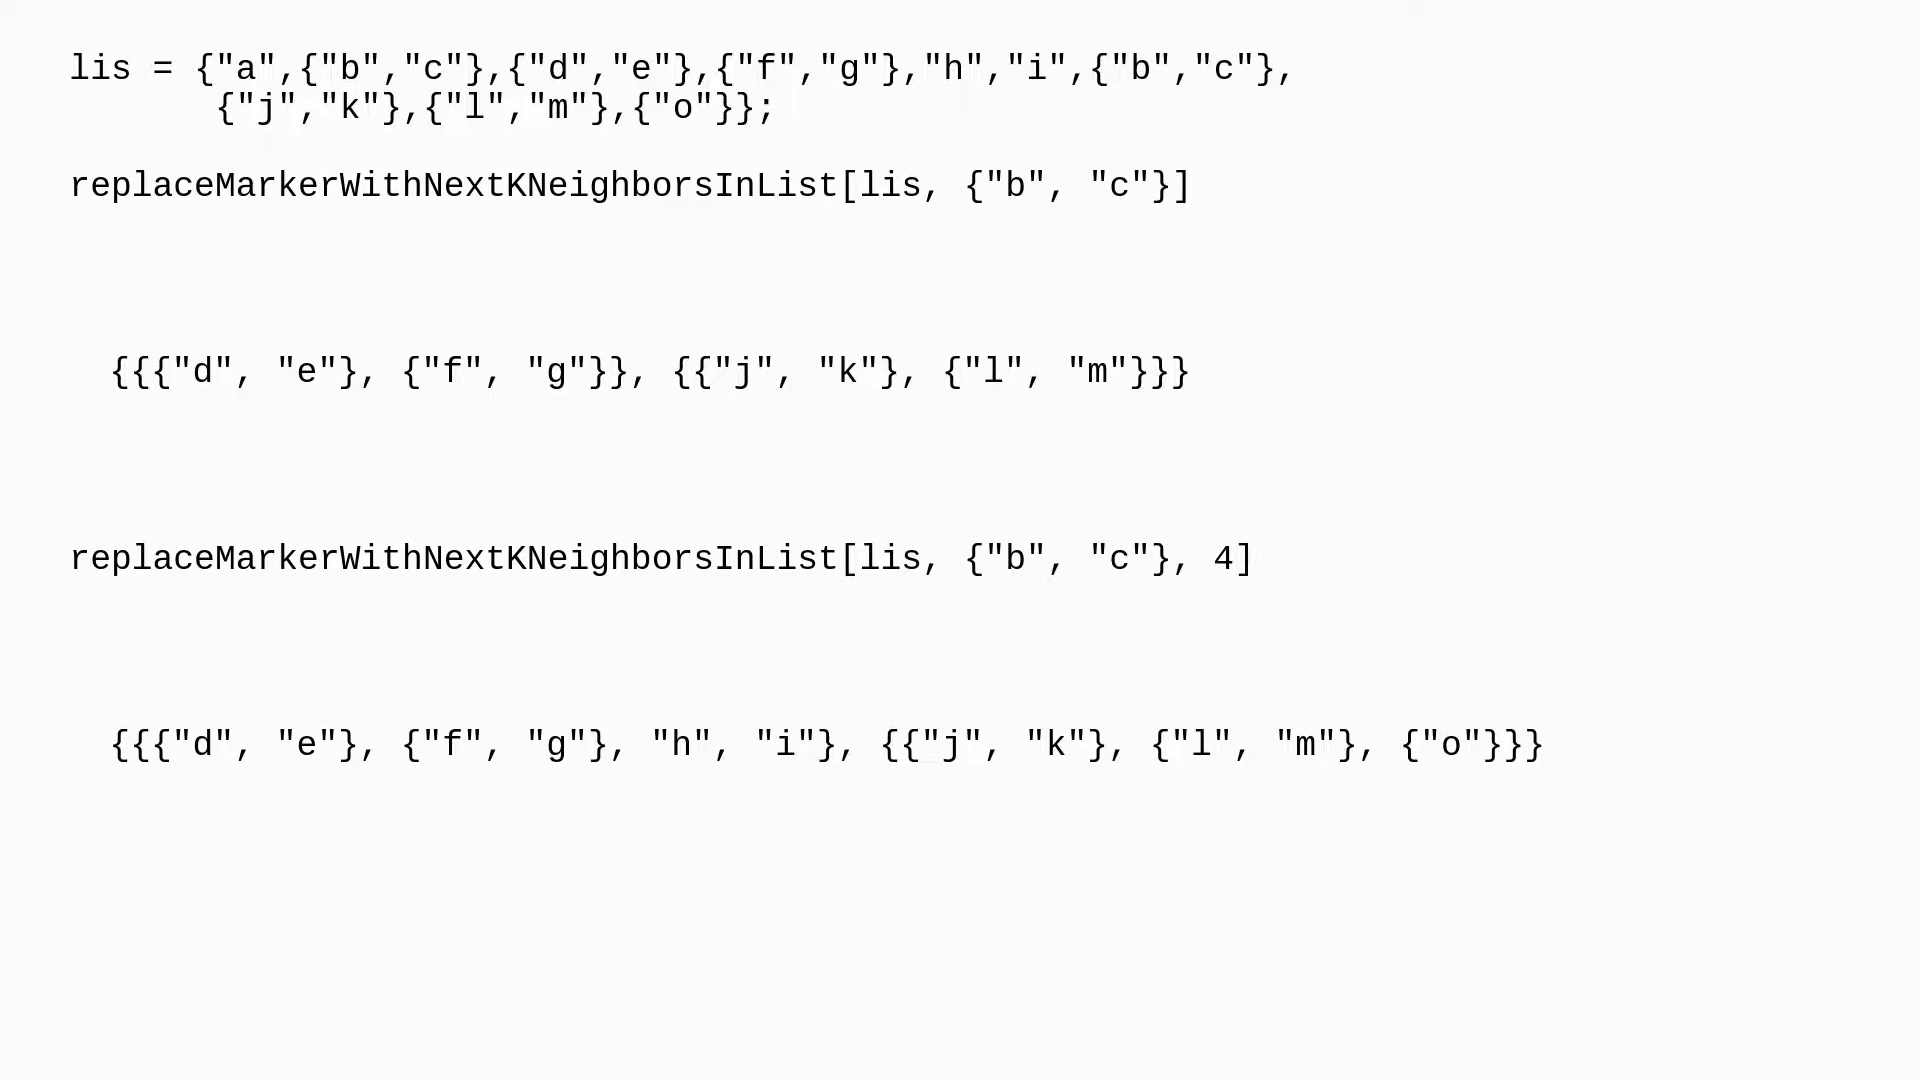 lis = {"a",{"b","c"},{"d","e"},{"f","g"},"h","i",{"b","c"},
{"j","k"},{"l","m"},{"o"}};
replaceMarkerWithNextKNeighborsInList[lis, {"b", "c"}]
{{{"d", "e"}, {"f", "g"}}, {{"j", "k"}, {"l", "m"}}}
replaceMarkerWithNextKNeighborsInList[lis, {"b", "c"}, 4]
{{{"d", "e"}, {"f", "g"}, "h", "i"}, {{"j", "k"}, {"l", "m"}, {"o"}}}